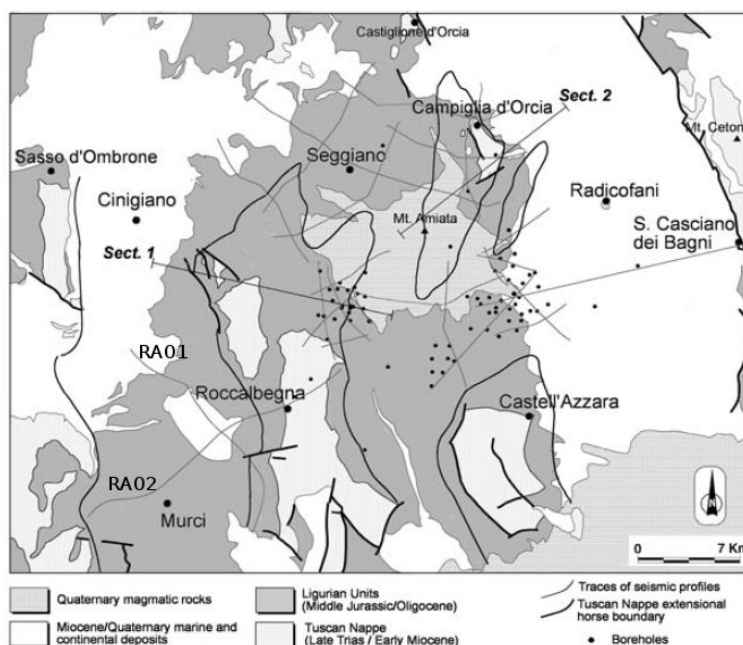 Castiglione d'Orcia
Sect. 2
Campiglia d'Orcia
Mt. Cetona
Sasso d'Ombrone
Seggiano
Cinigiano
Radicofani
Mt. Amiata
S. Casciano
dei Bagni
Sect. 1
RA01
Roccalbegna
Castell'Azzara
RA02
Murci
N
0 7 Km
Quaternary magmatic rocks
Miocene/Quaternary marine and
continental deposits
Ligurian Units
(Middle Jurassic/Oligocene)
Tuscan Nappe
(Late Trias / Early Miocene)
Traces of seismic profiles
Tuscan Nappe extensional
horse boundary
Boreholes